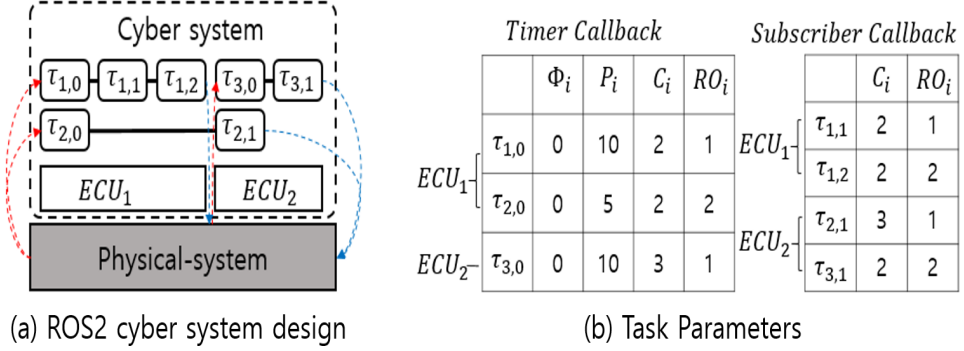 Cyber system
τ1,0 τ1,1 τ1,2 τ3,0 τ3,1
τ2,0 τ2,1
ECU1 ECU2
Physical-system
(a) ROS2 cyber system design
Timer Callback
Φi Pi Ci ROi
ECU1
τ1,0 0 10 2 1
τ2,0 0 5 2 2
ECU2 τ3,0 0 10 3 1
Subscriber Callback
Ci ROi
ECU1
τ1,1 2 1
τ1,2 2 2
ECU2
τ2,1 3 1
τ3,1 2 2
(b) Task Parameters